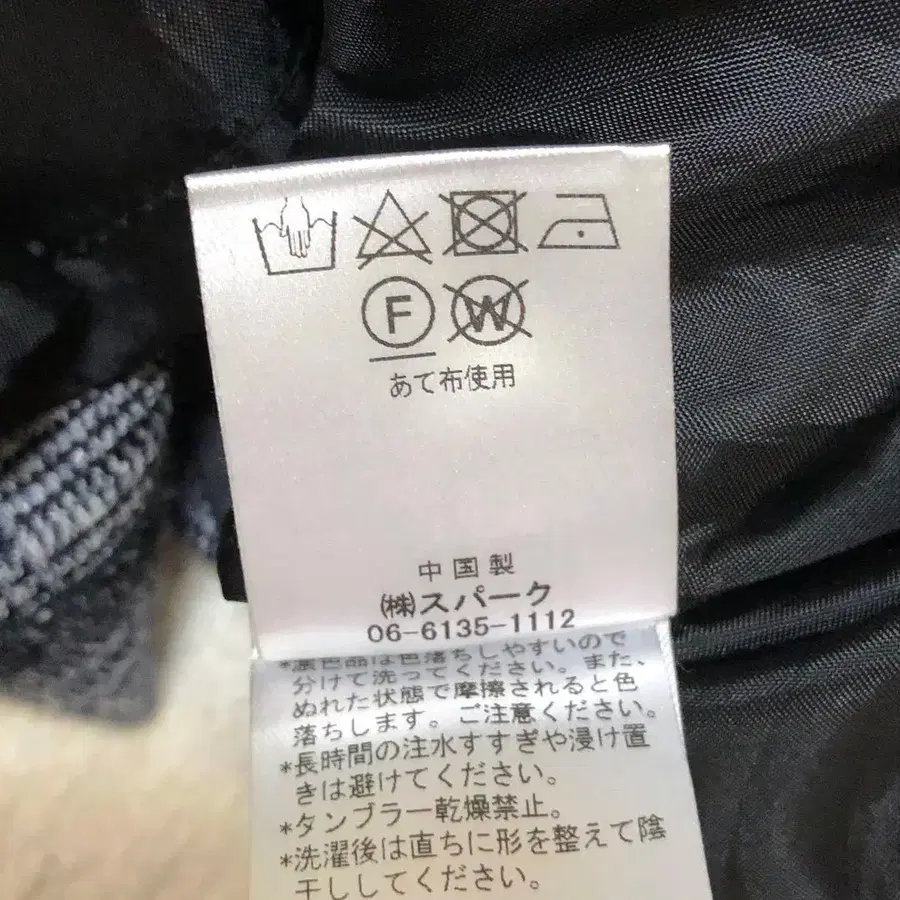 F
W
あて布使用
中国製
㈱スパーク
06-6135-1112
*濃色品は色落ちしやすいので
分けて洗ってください。また、
ぬれた状態で摩擦されると色
落ちします。ご注意ください。
*長時間の注水すすぎや浸け置
きは避けてください。
*タンブラー乾燥禁止。
*洗濯後は直ちに形を整えて陰
干ししてください。